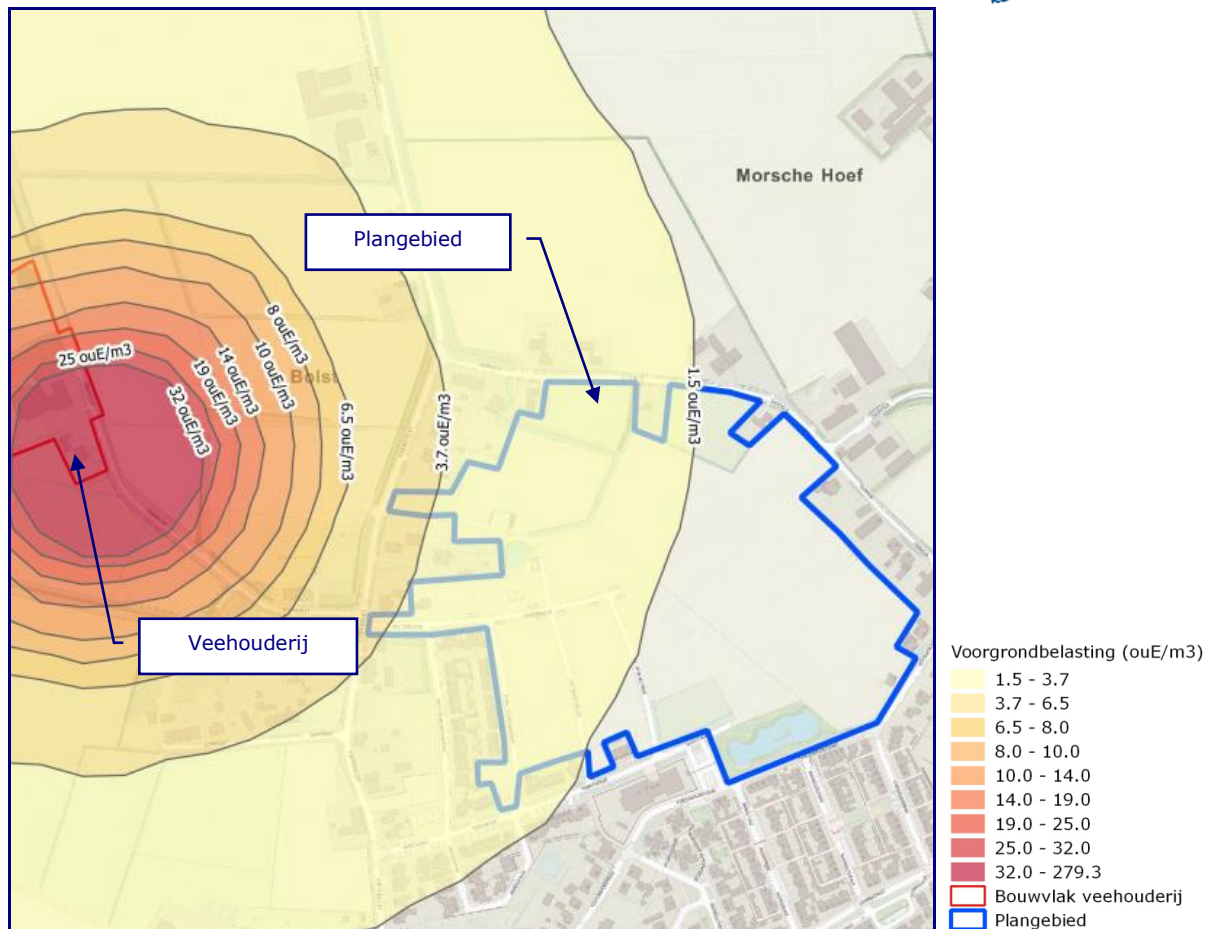 Morsche Hoef
Plangebied
8 ouE/m3
10 ouE/m3
14 ouE/m3
19 ouE/m3
25 ouE/m3
32 ouE/m3
Bolst
6.5 ouE/m3
3.7 ouE/m3
1.5 ouE/m3
Veehouderij
Voorgrondbelasting (ouE/m3)
1.5 - 3.7
3.7 - 6.5
6.5 - 8.0
8.0 - 10.0
10.0 - 14.0
14.0 - 19.0
19.0 - 25.0
25.0 - 32.0
32.0 - 279.3
Bouwvlak veehouderij
Plangebied